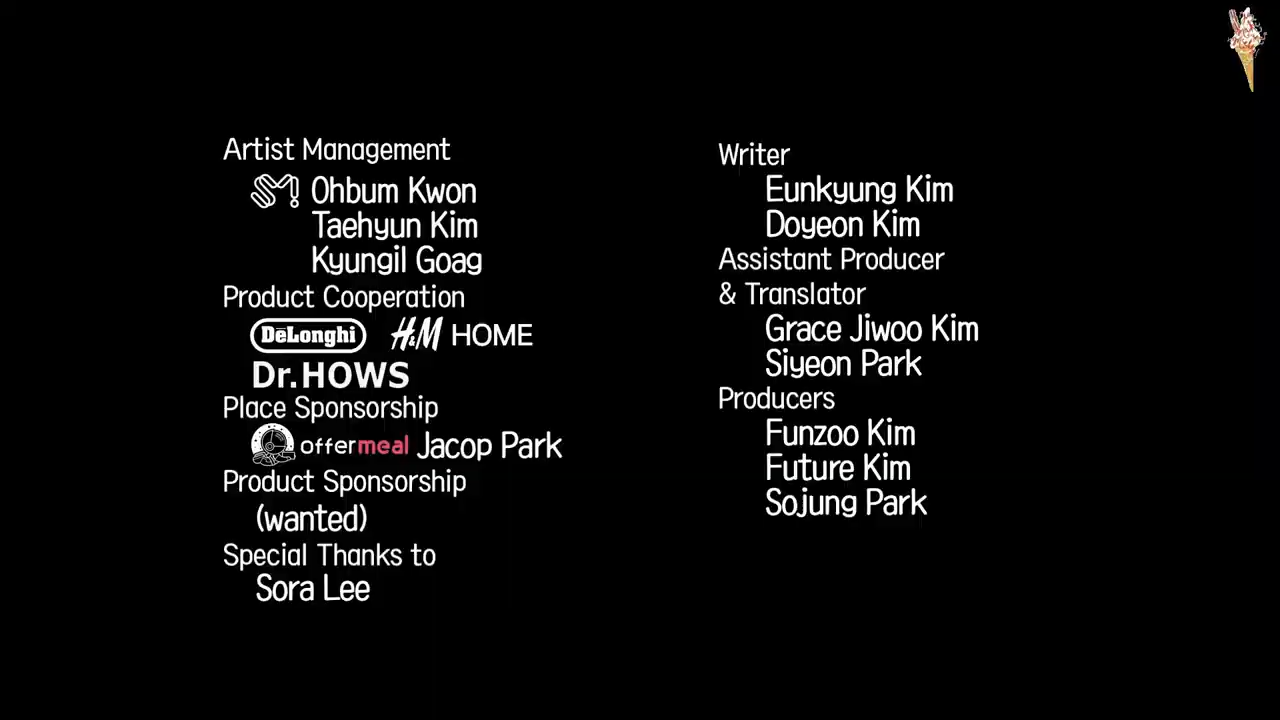 Artist Management
SM! Ohbum Kwon
Taehyun Kim
Kyungil Goag
Product Cooperation
DeLonghi H&M HOME
Dr.HOWS
Place Sponsorship
offermeal Jacop Park
Product Sponsorship
(wanted)
Special Thanks to
Sora Lee
Writer
Eunkyung Kim
Doyeon Kim
Assistant Producer
& Translator
Grace Jiwoo Kim
Siyeon Park
Producers
Funzoo Kim
Future Kim
Sojung Park